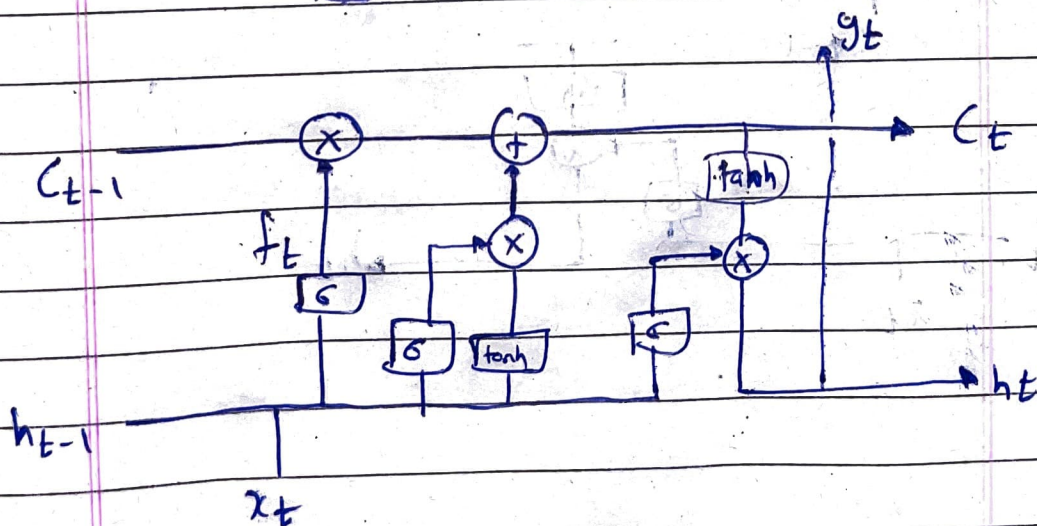 yt
Ct-1 × + Ct
tanh
ft × ×
σ
σ tanh σ
ht-1 ht
xt